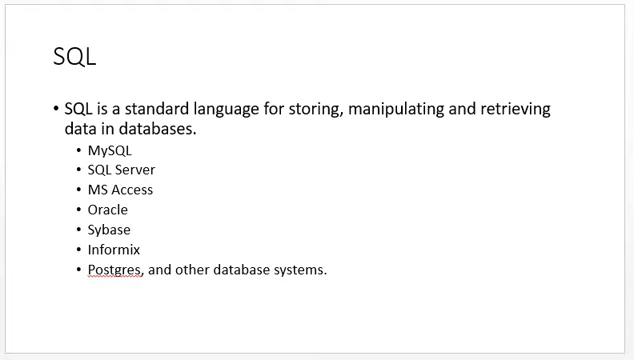 SQL
• SQL is a standard language for storing, manipulating and retrieving
data in databases.
• MySQL
• SQL Server
• MS Access
• Oracle
• Sybase
• Informix
• Postgres, and other database systems.